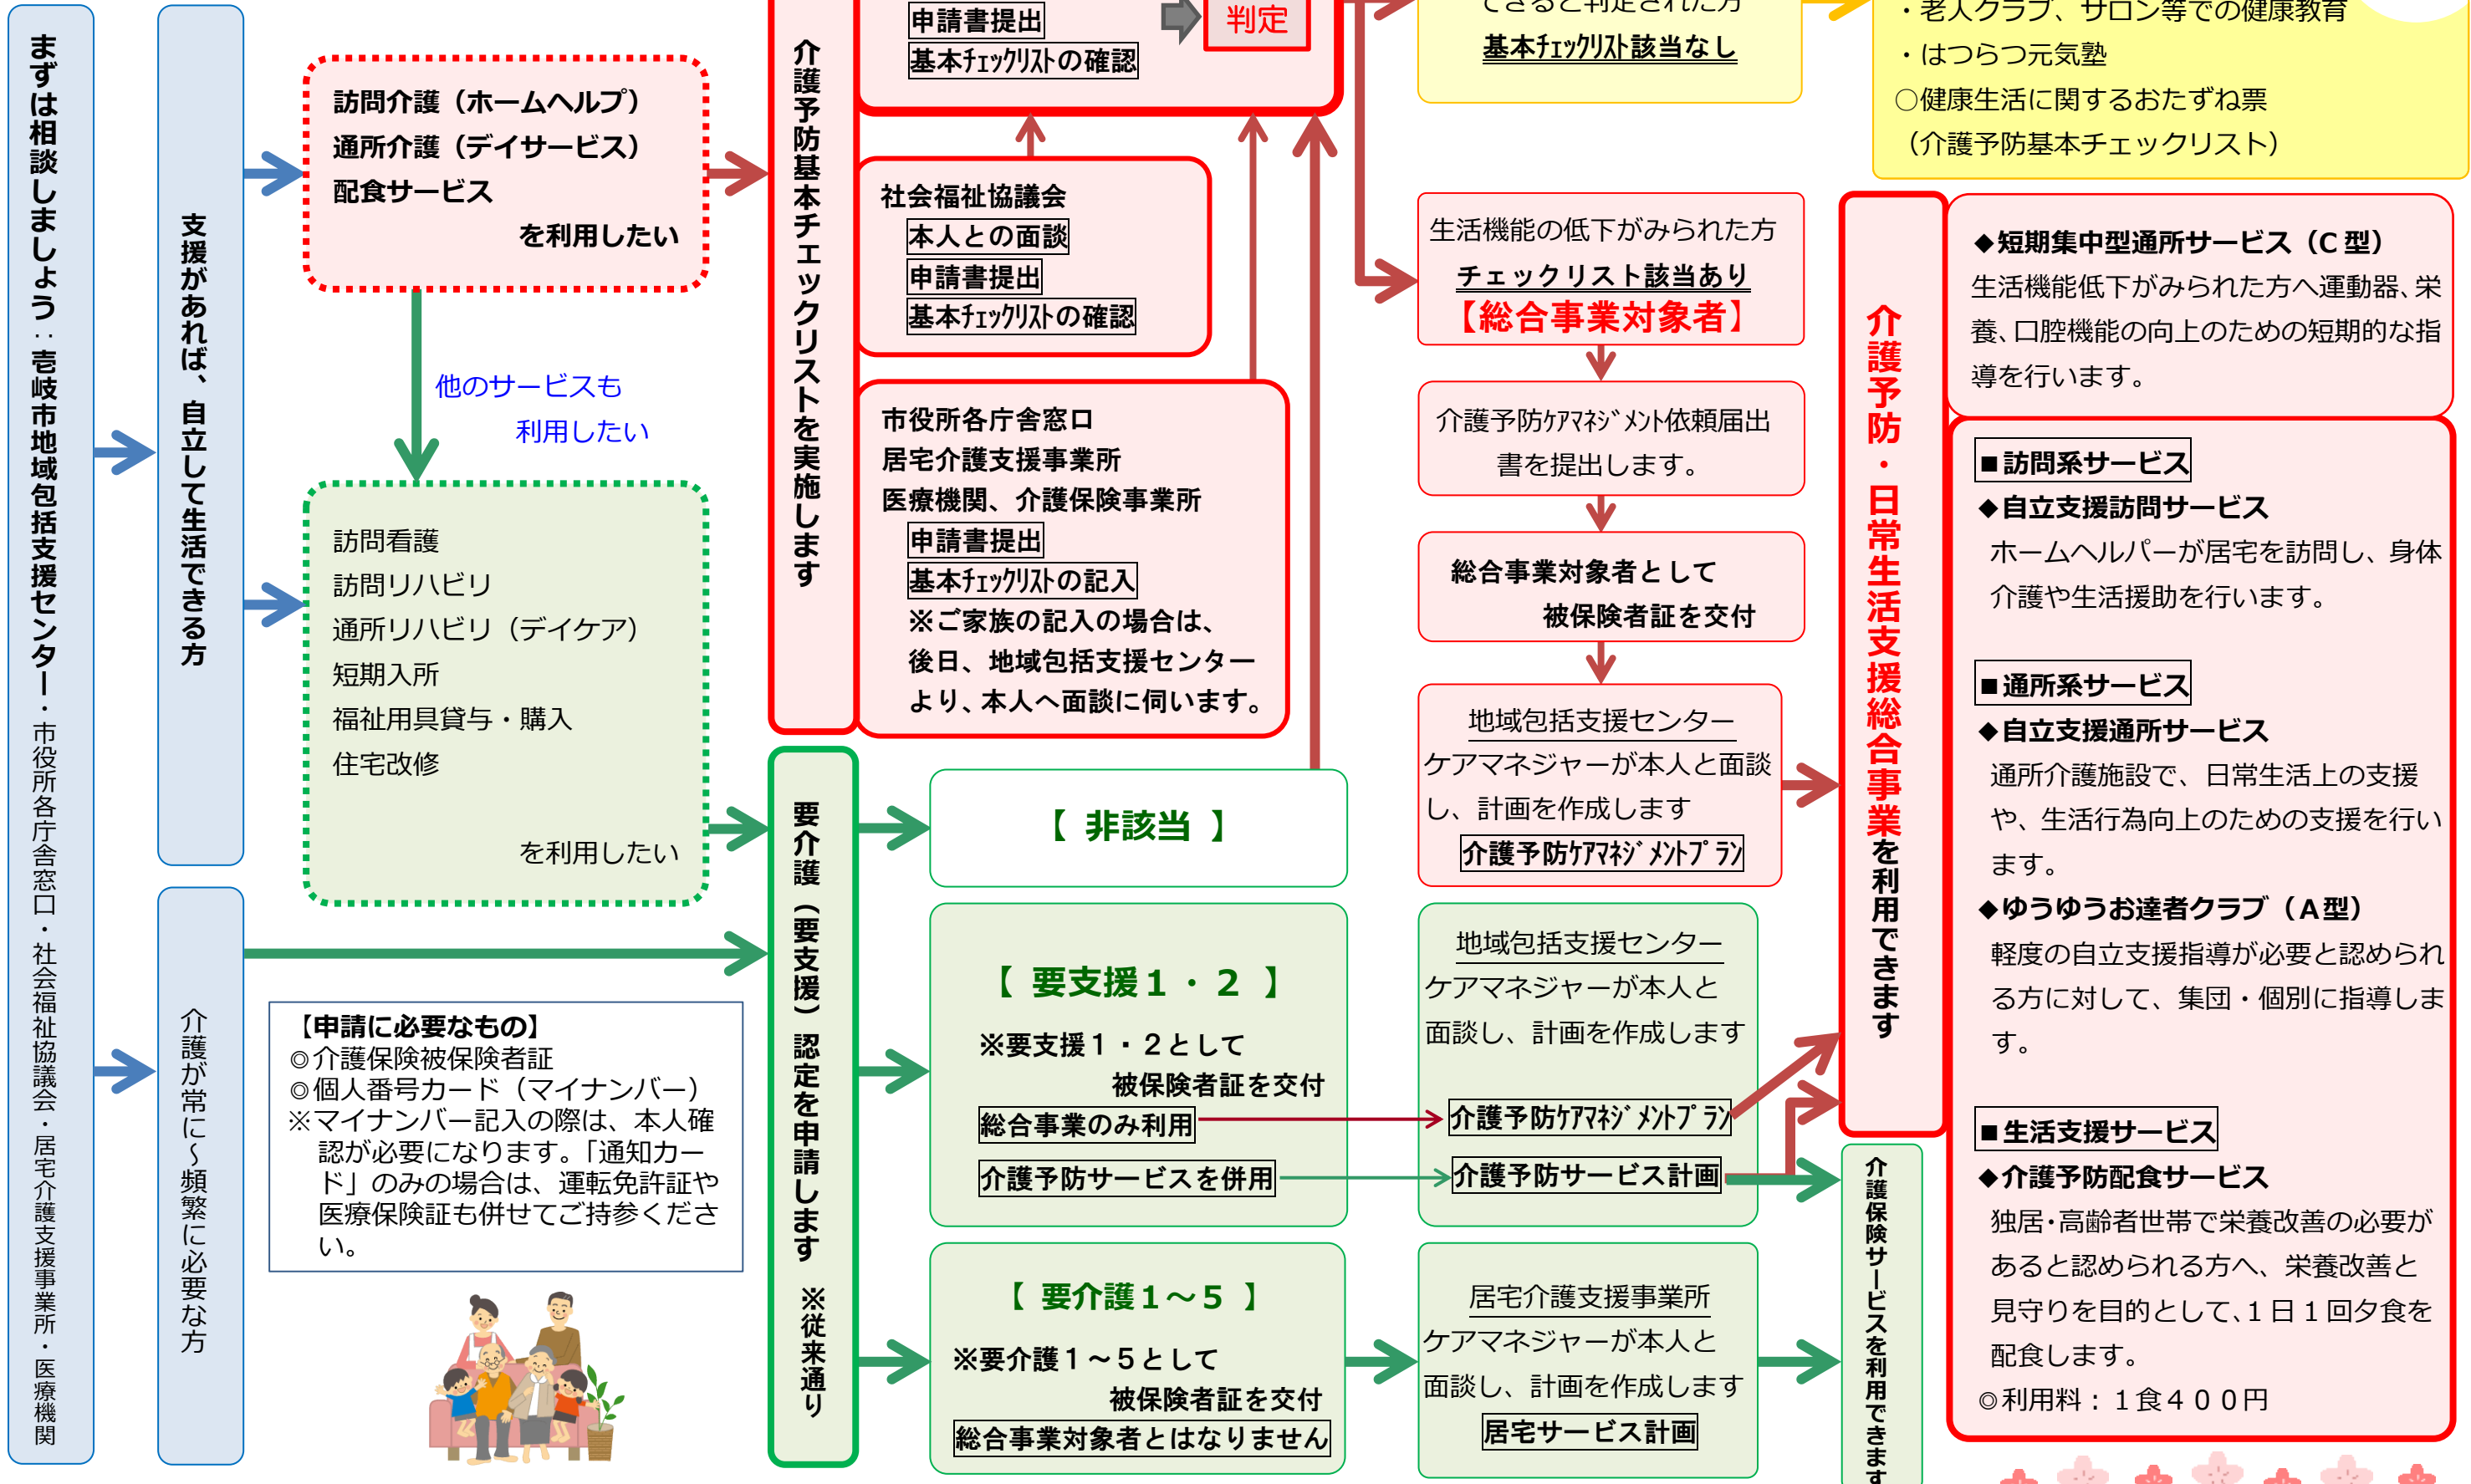 まずは相談しましょう：壱岐市地域包括支援センター・市役所各庁舎窓口・社会福祉協議会・居宅介護支援事業所・医療機関
支援があれば、自立して生活できる方
介護が常に～頻繁に必要な方
訪問介護（ホームヘルプ）
通所介護（デイサービス）
配食サービス
を利用したい
他のサービスも
利用したい
訪問看護
訪問リハビリ
通所リハビリ（デイケア）
短期入所
福祉用具貸与・購入
住宅改修
を利用したい
【申請に必要なもの】
◎介護保険被保険者証
◎個人番号カード（マイナンバー）
※マイナンバー記入の際は、本人確
認が必要になります。「通知カー
ド」のみの場合は、運転免許証や
医療保険証も併せてご持参くださ
い。
介護予防基本チェックリストを実施します
申請書提出
基本ﾁｪｯｸﾘｽﾄの確認
判定
社会福祉協議会
本人との面談
申請書提出
基本ﾁｪｯｸﾘｽﾄの確認
市役所各庁舎窓口
居宅介護支援事業所
医療機関、介護保険事業所
申請書提出
基本ﾁｪｯｸﾘｽﾄの記入
※ご家族の記入の場合は、
後日、地域包括支援センター
より、本人へ面談に伺います。
要介護（要支援）認定を申請します　※従来通り
【 非該当 】
【 要支援１・２ 】
※要支援１・２として
被保険者証を交付
総合事業のみ利用
介護予防サービスを併用
【 要介護１～５ 】
※要介護１～５として
被保険者証を交付
総合事業対象者とはなりません
できると判定された方
基本ﾁｪｯｸﾘｽﾄ該当なし
生活機能の低下がみられた方
チェックリスト該当あり
【総合事業対象者】
介護予防ｹｱﾏﾈｼﾞﾒﾝﾄ依頼届出
書を提出します。
総合事業対象者として
被保険者証を交付
地域包括支援センター
ケアマネジャーが本人と面談
し、計画を作成します
介護予防ｹｱﾏﾈｼﾞﾒﾝﾄﾌﾟﾗﾝ
地域包括支援センター
ケアマネジャーが本人と
面談し、計画を作成します
介護予防ｹｱﾏﾈｼﾞﾒﾝﾄﾌﾟﾗﾝ
介護予防サービス計画
居宅介護支援事業所
ケアマネジャーが本人と
面談し、計画を作成します
居宅サービス計画
・老人クラブ、サロン等での健康教育
・はつらつ元気塾
○健康生活に関するおたずね票
（介護予防基本チェックリスト）
介護予防・日常生活支援総合事業を利用できます
介護保険サービスを利用できます
◆短期集中型通所サービス（Ｃ型）
生活機能低下がみられた方へ運動器、栄
養、口腔機能の向上のための短期的な指
導を行います。
■訪問系サービス
◆自立支援訪問サービス
ホームヘルパーが居宅を訪問し、身体
介護や生活援助を行います。
■通所系サービス
◆自立支援通所サービス
通所介護施設で、日常生活上の支援
や、生活行為向上のための支援を行い
ます。
◆ゆうゆうお達者クラブ（Ａ型）
軽度の自立支援指導が必要と認められ
る方に対して、集団・個別に指導しま
す。
■生活支援サービス
◆介護予防配食サービス
独居・高齢者世帯で栄養改善の必要が
あると認められる方へ、栄養改善と
見守りを目的として、１日１回夕食を
配食します。
◎利用料：１食４００円